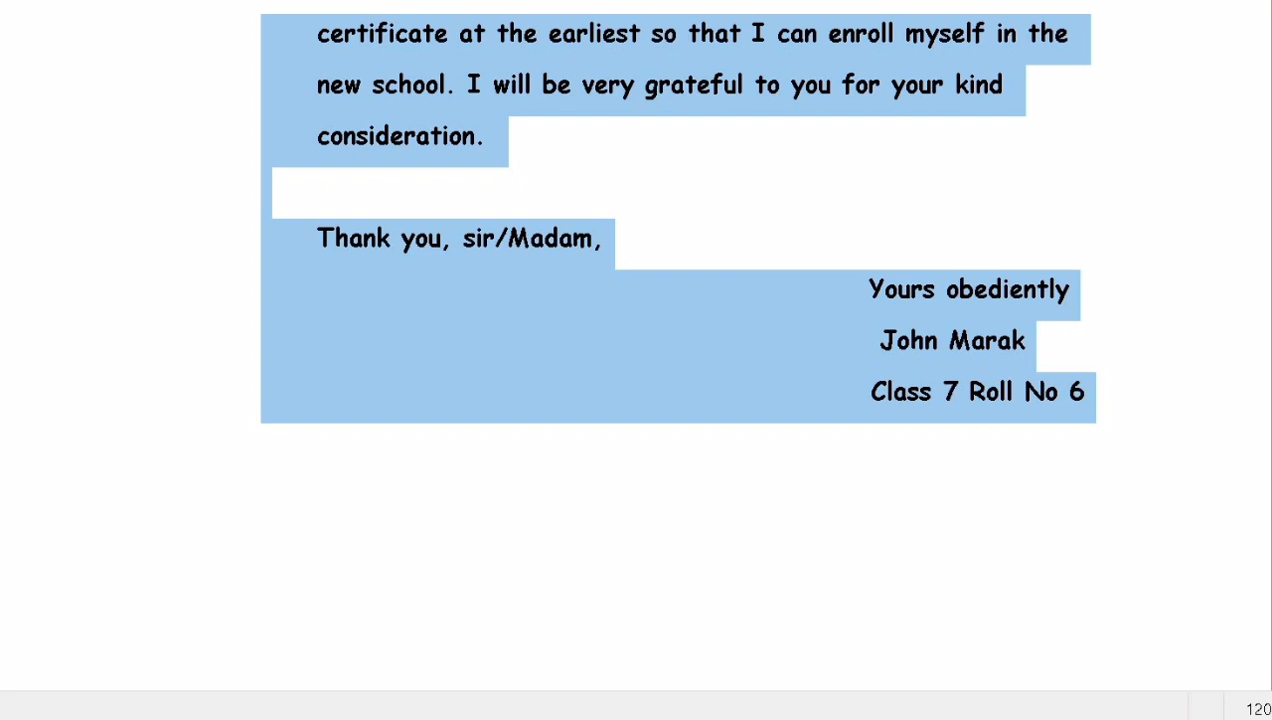 certificate at the earliest so that I can enroll myself in the
new school. I will be very grateful to you for your kind
consideration.
Thank you, sir/Madam,
Yours obediently
John Marak
Class 7 Roll No 6
120